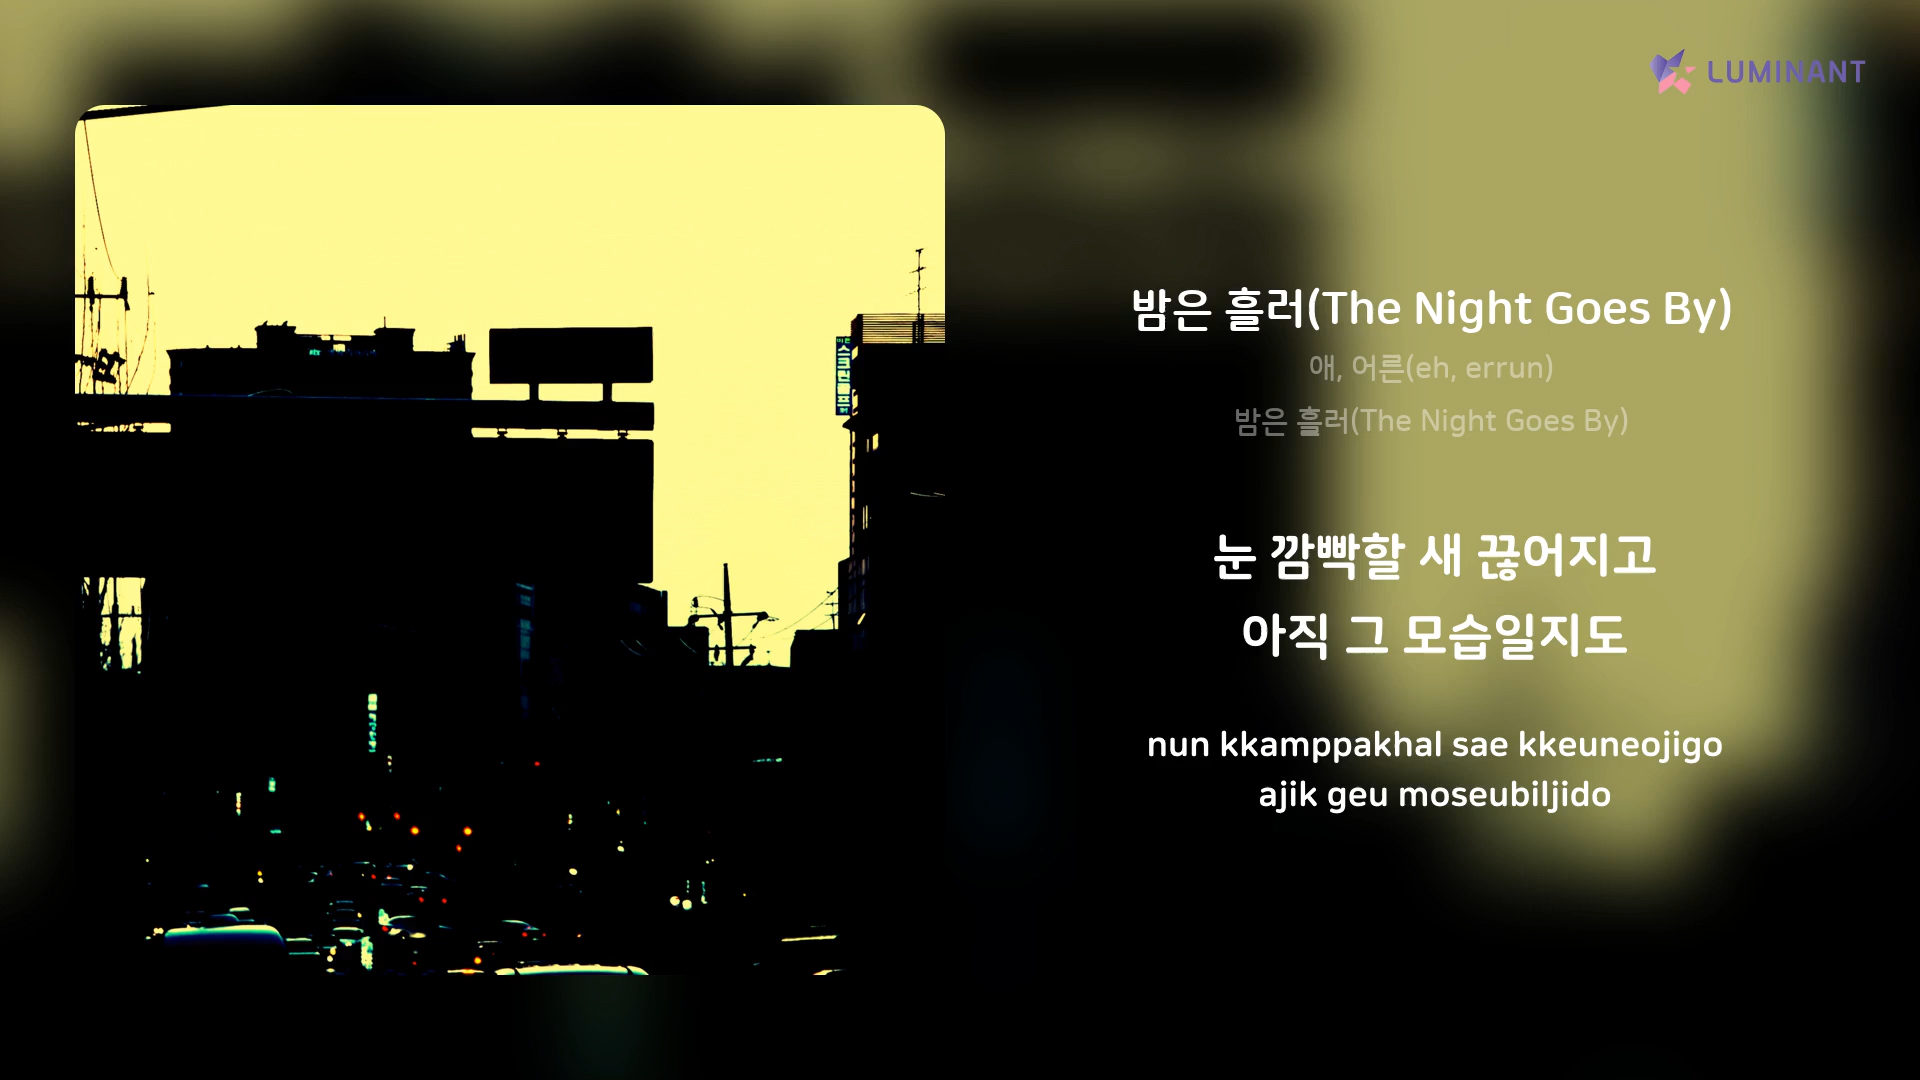 LUMINANT
밤은 흘러(The Night Goes By)
애, 어른(eh, errun)
밤은 흘러(The Night Goes By)
눈 깜빡할 새 끊어지고
아직 그 모습일지도
nun kkamppakhal sae kkeuneojigo
ajik geu moseubiljido